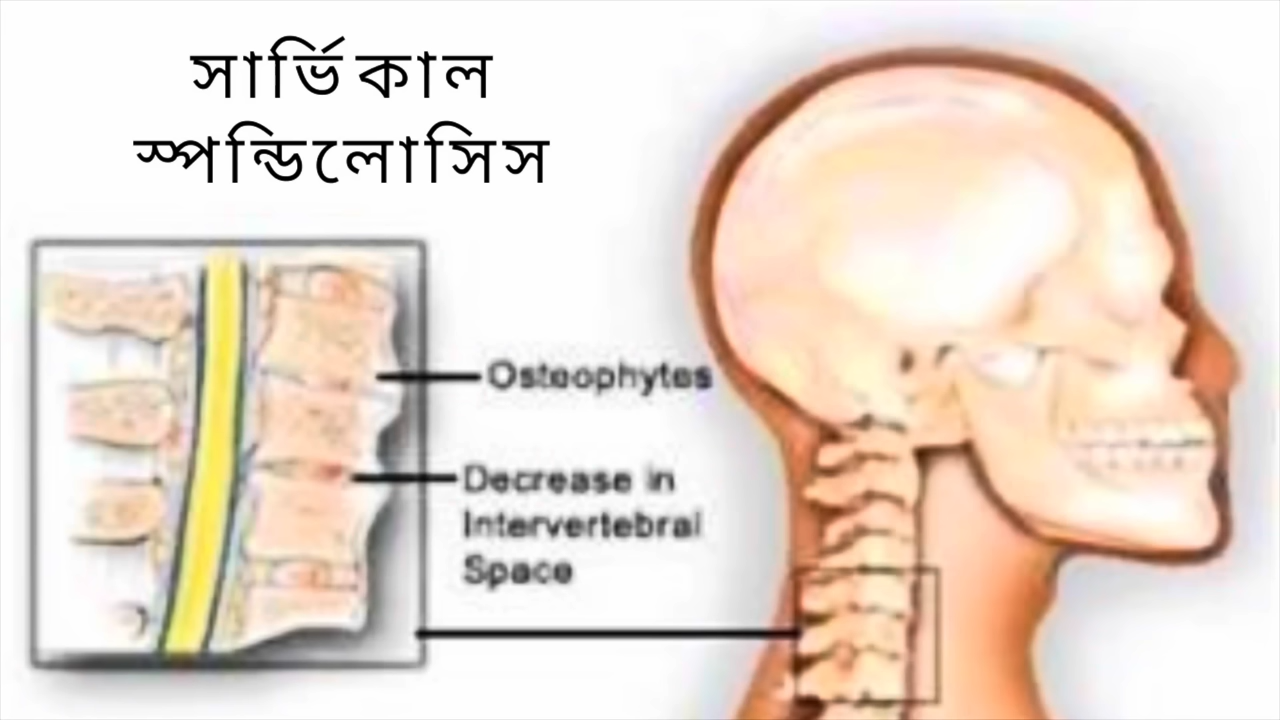 সার্ভিকাল
স্পন্ডিলোসিস
Osteophytes
Decrease in
Intervertebral
Space